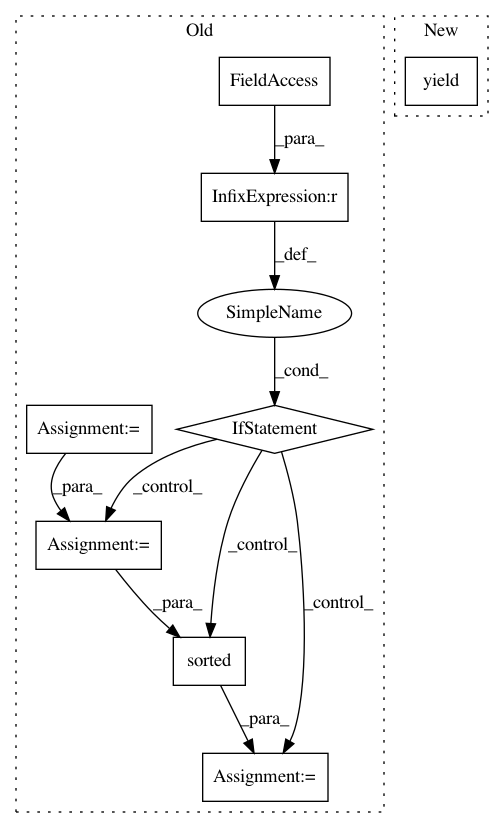 Old
New
FieldAccess
yield
_para_
InfixExpression:r
_def_
SimpleName
_cond_
Assignment:=
IfStatement
_para_
_control_
Assignment:=
_control_
_control_
_para_
sorted
_para_
Assignment:=